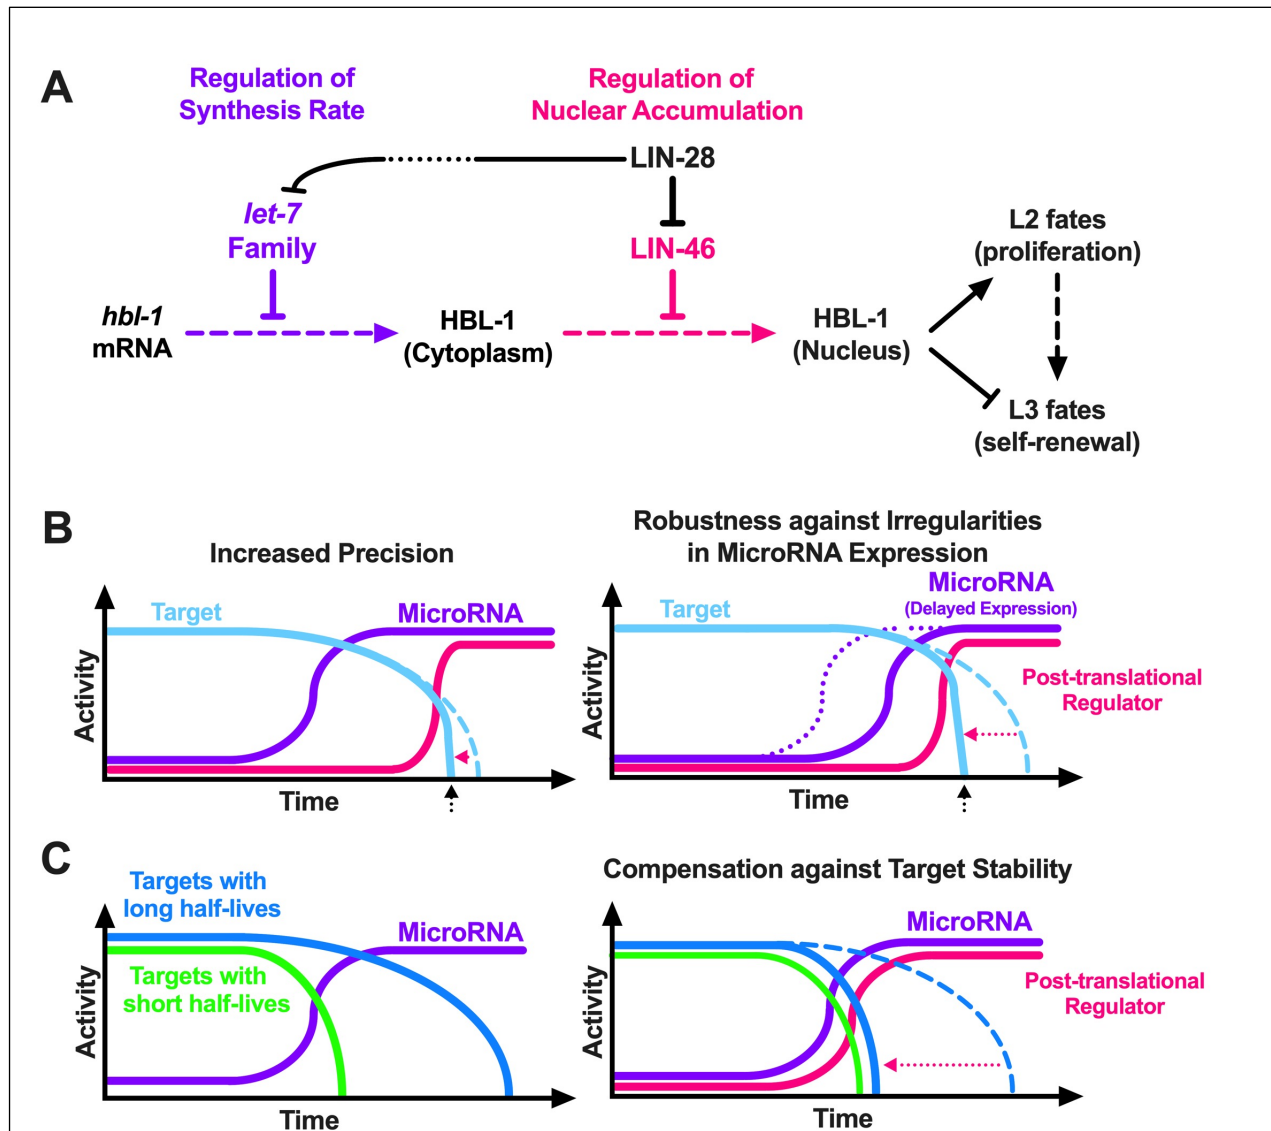 A
Regulation of
Synthesis Rate
Regulation of
Nuclear Accumulation
LIN-28
let-7
Family
LIN-46
hbl-1
mRNA
HBL-1
(Cytoplasm)
HBL-1
(Nucleus)
L2 fates
(proliferation)
L3 fates
(self-renewal)
B
Increased Precision
Target
MicroRNA
Activity
Time
Robustness against Irregularities
in MicroRNA Expression
MicroRNA
(Delayed Expression)
Target
Post-translational
Regulator
Activity
Time
C
Targets with
long half-lives
MicroRNA
Targets with
short half-lives
Activity
Time
Compensation against Target Stability
MicroRNA
Post-translational
Regulator
Activity
Time